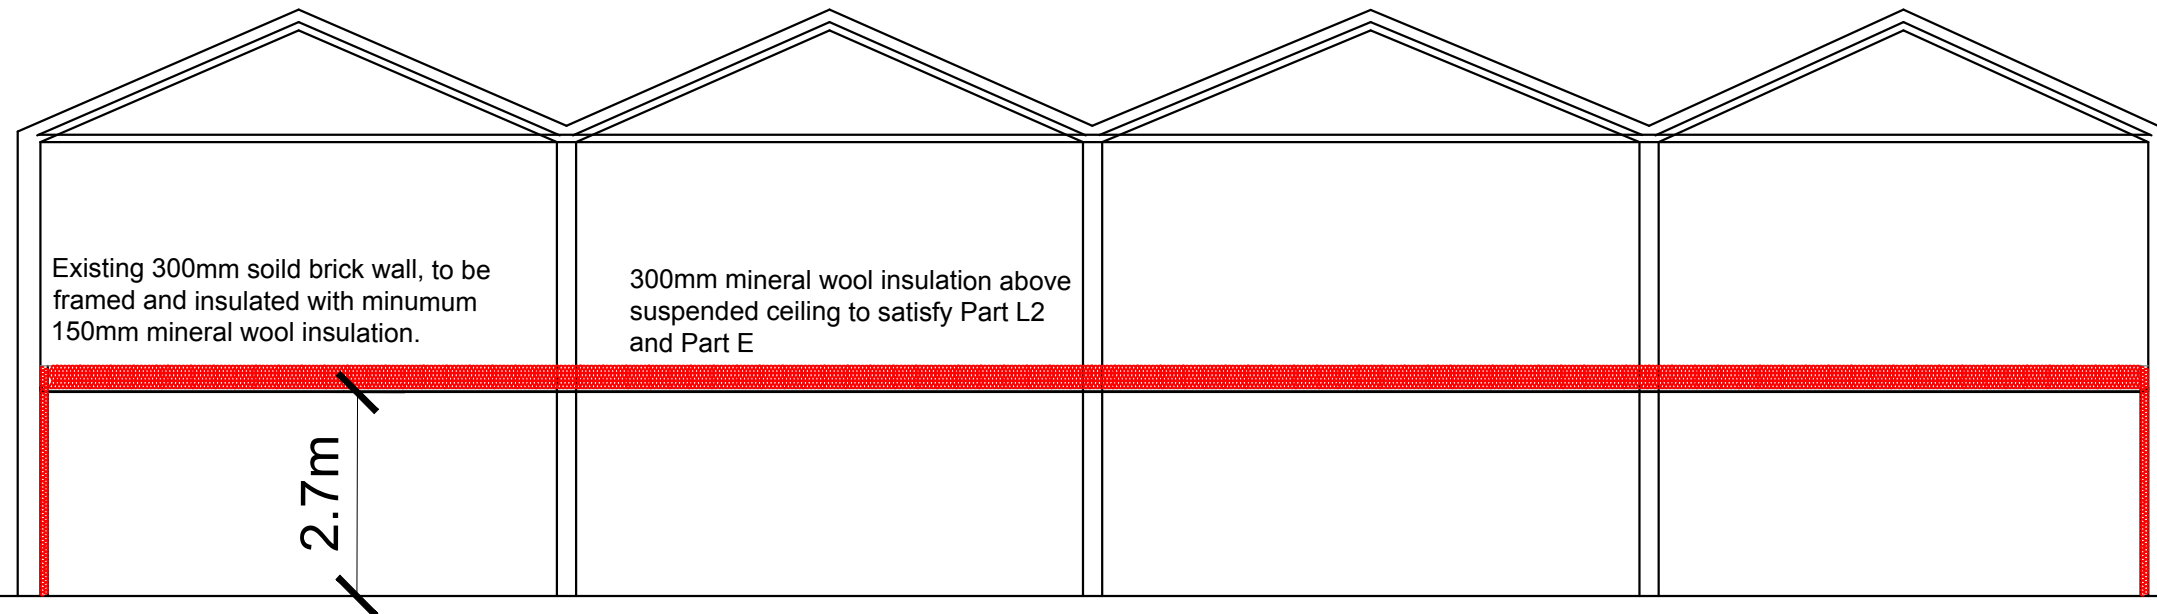 Existing 300mm soild brick wall, to be
framed and insulated with minumum
150mm mineral wool insulation.
300mm mineral wool insulation above
suspended ceiling to satisfy Part L2
and Part E
2.7m